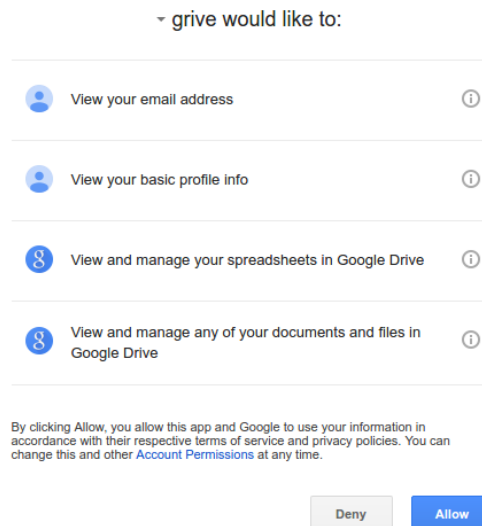 grive would like to:
View your email address
View your basic profile info
View and manage your spreadsheets in Google Drive
View and manage any of your documents and files in
Google Drive
By clicking Allow, you allow this app and Google to use your information in
accordance with their respective terms of service and privacy policies. You can
change this and other Account Permissions at any time.
Deny
Allow